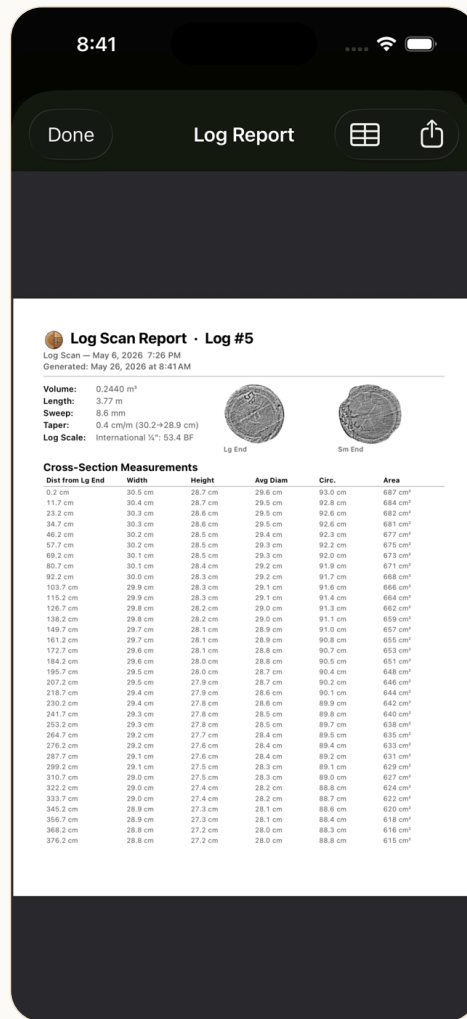 8:41
Done
Log Report
Log Scan Report · Log #5
Log Scan — May 6, 2026 7:26 PM
Generated: May 26, 2026 at 8:41 AM
Volume: 0.2440 m³
Length: 3.77 m
Sweep: 8.6 mm
Taper: 0.4 cm/m (30.2→28.9 cm)
Log Scale: International ¼": 53.4 BF
Lg End
Sm End
Cross-Section Measurements
Dist from Lg End Width Height Avg Diam Circ. Area
0.2 cm 30.5 cm 28.7 cm 29.6 cm 93.0 cm 687 cm²
11.7 cm 30.4 cm 28.7 cm 29.5 cm 92.8 cm 684 cm²
23.2 cm 30.3 cm 28.6 cm 29.5 cm 92.6 cm 682 cm²
34.7 cm 30.3 cm 28.6 cm 29.5 cm 92.6 cm 681 cm²
46.2 cm 30.2 cm 28.5 cm 29.4 cm 92.3 cm 677 cm²
57.7 cm 30.2 cm 28.5 cm 29.3 cm 92.2 cm 675 cm²
69.2 cm 30.1 cm 28.5 cm 29.3 cm 92.0 cm 673 cm²
80.7 cm 30.1 cm 28.4 cm 29.2 cm 91.9 cm 671 cm²
92.2 cm 30.0 cm 28.3 cm 29.2 cm 91.7 cm 668 cm²
103.7 cm 29.9 cm 28.3 cm 29.1 cm 91.6 cm 666 cm²
115.2 cm 29.9 cm 28.3 cm 29.1 cm 91.4 cm 664 cm²
126.7 cm 29.8 cm 28.2 cm 29.0 cm 91.3 cm 662 cm²
138.2 cm 29.8 cm 28.2 cm 29.0 cm 91.1 cm 659 cm²
149.7 cm 29.7 cm 28.1 cm 28.9 cm 91.0 cm 657 cm²
161.2 cm 29.7 cm 28.1 cm 28.9 cm 90.8 cm 655 cm²
172.7 cm 29.6 cm 28.1 cm 28.8 cm 90.7 cm 653 cm²
184.2 cm 29.6 cm 28.0 cm 28.8 cm 90.5 cm 651 cm²
195.7 cm 29.5 cm 28.0 cm 28.7 cm 90.4 cm 648 cm²
207.2 cm 29.5 cm 27.9 cm 28.7 cm 90.2 cm 646 cm²
218.7 cm 29.4 cm 27.9 cm 28.6 cm 90.1 cm 644 cm²
230.2 cm 29.4 cm 27.8 cm 28.6 cm 89.9 cm 642 cm²
241.7 cm 29.3 cm 27.8 cm 28.5 cm 89.8 cm 640 cm²
253.2 cm 29.3 cm 27.8 cm 28.5 cm 89.7 cm 638 cm²
264.7 cm 29.2 cm 27.7 cm 28.4 cm 89.5 cm 635 cm²
276.2 cm 29.2 cm 27.6 cm 28.4 cm 89.4 cm 633 cm²
287.7 cm 29.1 cm 27.6 cm 28.4 cm 89.2 cm 631 cm²
299.2 cm 29.1 cm 27.5 cm 28.3 cm 89.1 cm 629 cm²
310.7 cm 29.0 cm 27.5 cm 28.3 cm 89.0 cm 627 cm²
322.2 cm 29.0 cm 27.4 cm 28.2 cm 88.8 cm 624 cm²
333.7 cm 29.0 cm 27.4 cm 28.2 cm 88.7 cm 622 cm²
345.2 cm 28.9 cm 27.3 cm 28.1 cm 88.6 cm 620 cm²
356.7 cm 28.9 cm 27.3 cm 28.1 cm 88.4 cm 618 cm²
368.2 cm 28.8 cm 27.2 cm 28.0 cm 88.3 cm 616 cm²
376.2 cm 28.8 cm 27.2 cm 28.0 cm 88.8 cm 615 cm²